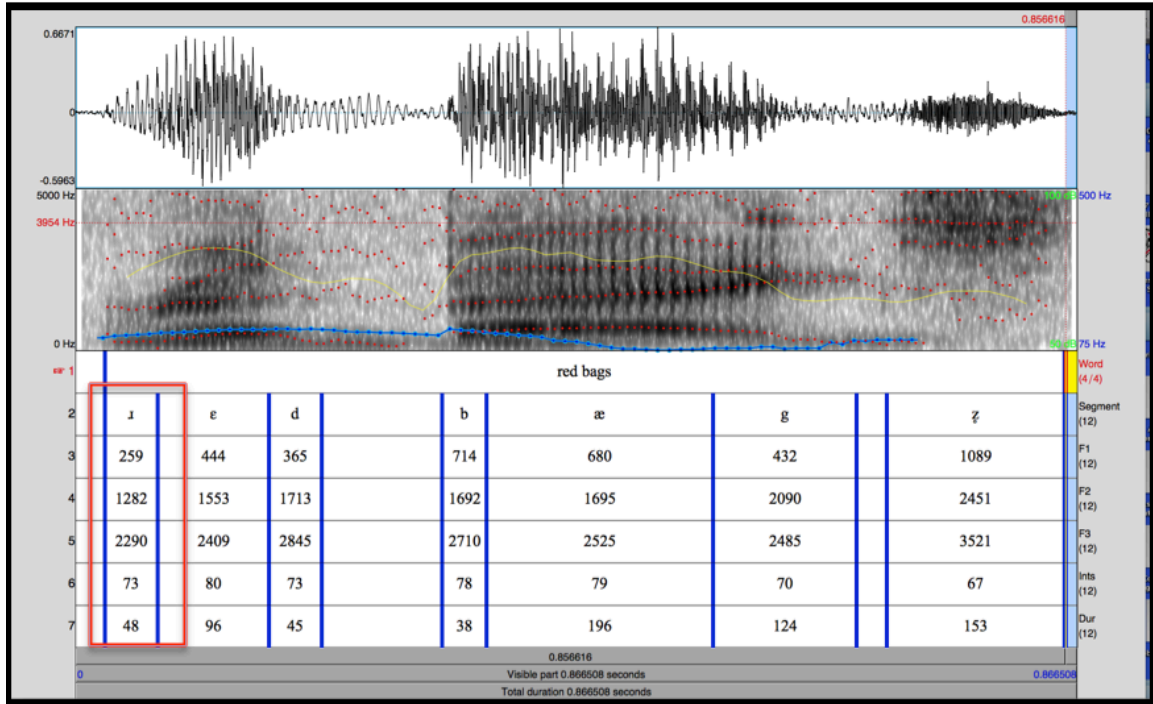 0.856616
0.6671
0
-0.5963
5000 Hz 500 Hz
3954 Hz
0 Hz 75 Hz
☞ 1 red bags Word
(4/4)
2 ɹ ɛ d b æ g z̥ Segment
(12)
3 259 444 365 714 680 432 1089 F1
(12)
4 1282 1553 1713 1692 1695 2090 2451 F2
(12)
5 2290 2409 2845 2710 2525 2485 3521 F3
(12)
6 73 80 73 78 79 70 67 Ints
(12)
7 48 96 45 38 196 124 153 Dur
(12)
0.856616
0 Visible part 0.866508 seconds 0.866508
Total duration 0.866508 seconds